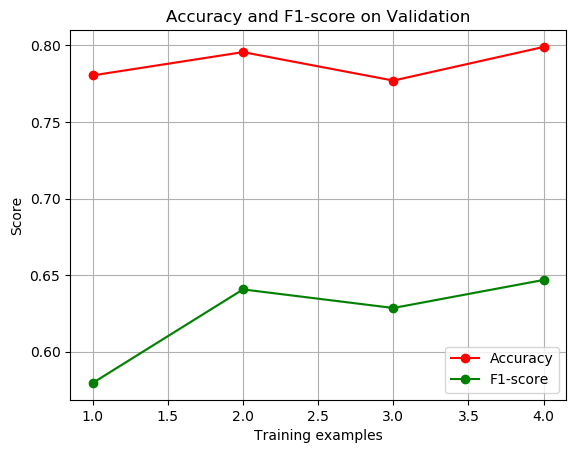 Accuracy and F1-score on Validation
0.80
0.75
0.70
0.65
0.60
Score
1.0 1.5 2.0 2.5 3.0 3.5 4.0
Training examples
Accuracy
F1-score